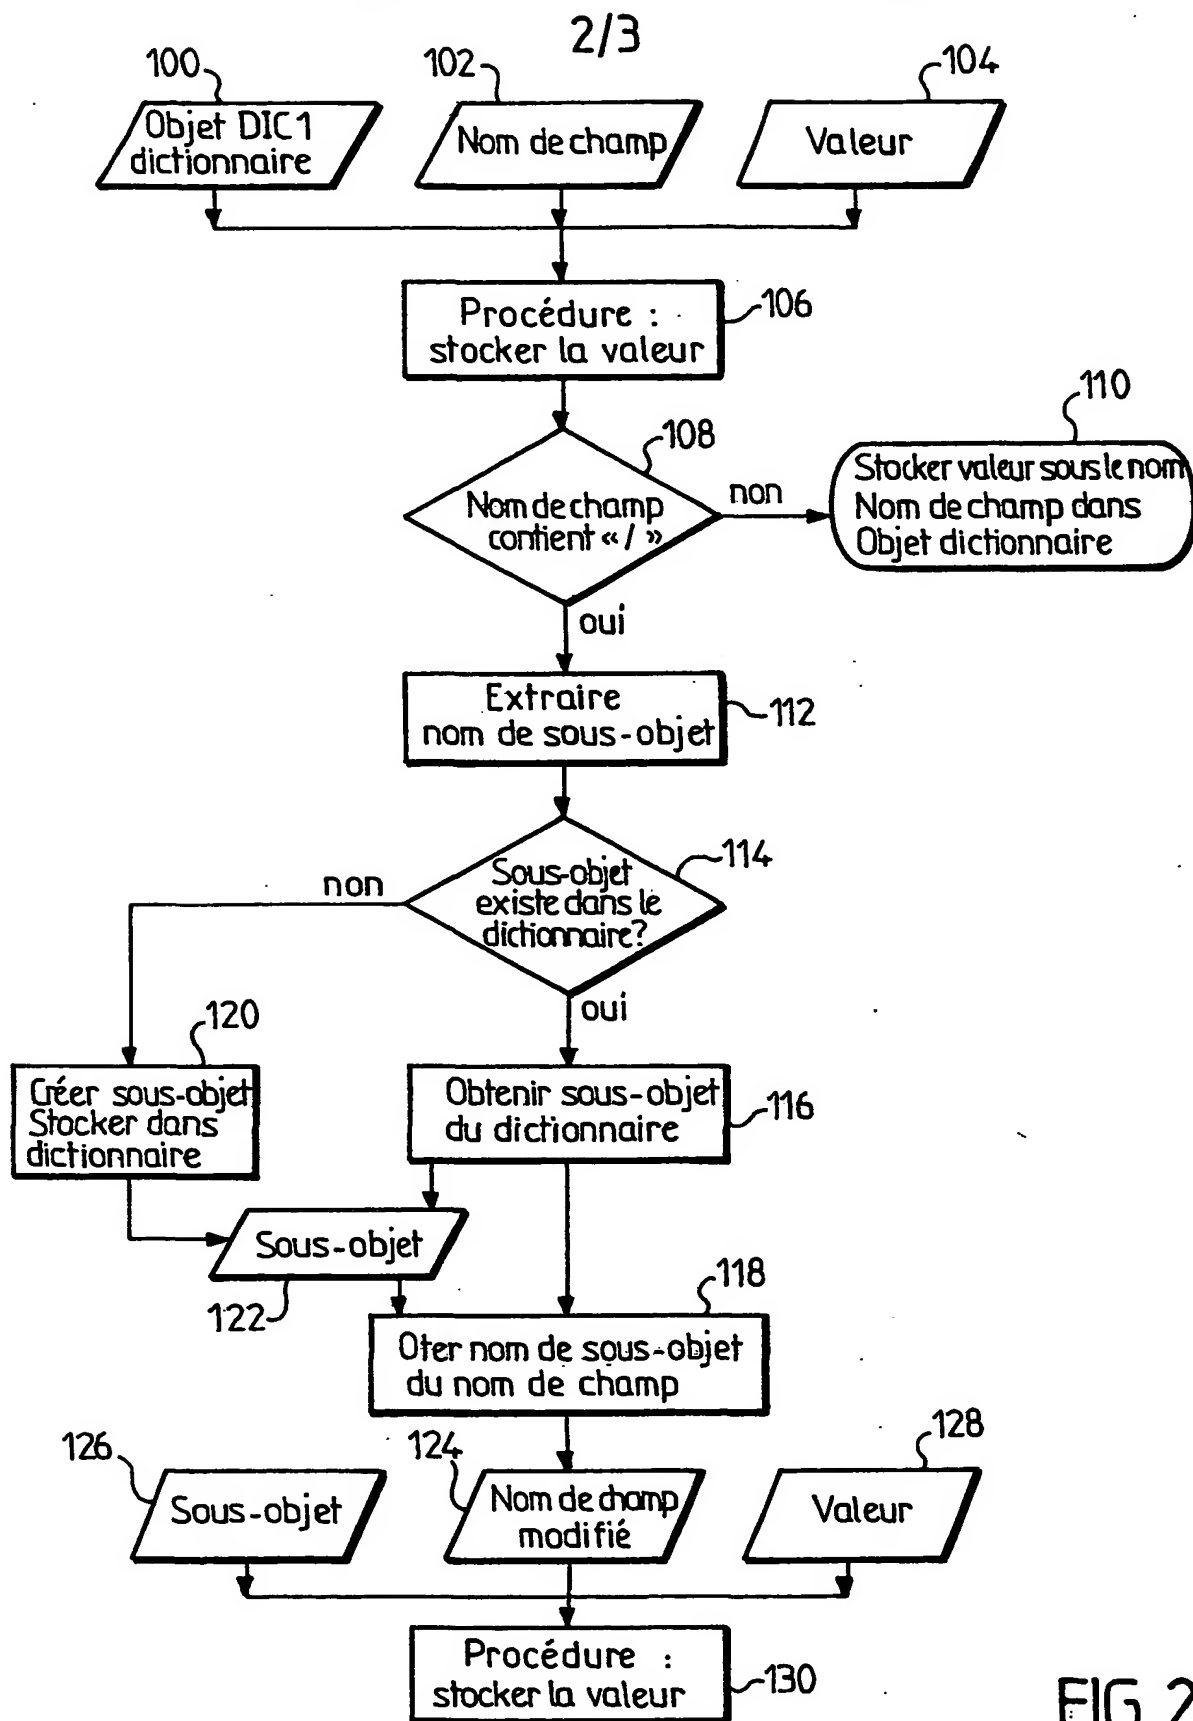 2/3
100
102
104
Objet DIC1
dictionnaire
Nom de champ
Valeur
Procédure :
stocker la valeur
106
108
110
Nom de champ
contient « / »
non
Stocker valeur sous le nom
Nom de champ dans
Objet dictionnaire
oui
Extraire
nom de sous-objet
112
114
Sous-objet
existe dans le
dictionnaire?
non
oui
120
Créer sous-objet
Stocker dans
dictionnaire
Obtenir sous-objet
du dictionnaire
116
Sous-objet
122
118
Oter nom de sous-objet
du nom de champ
126
124
128
Sous-objet
Nom de champ
modifié
Valeur
Procédure :
stocker la valeur
130
FIG. 2